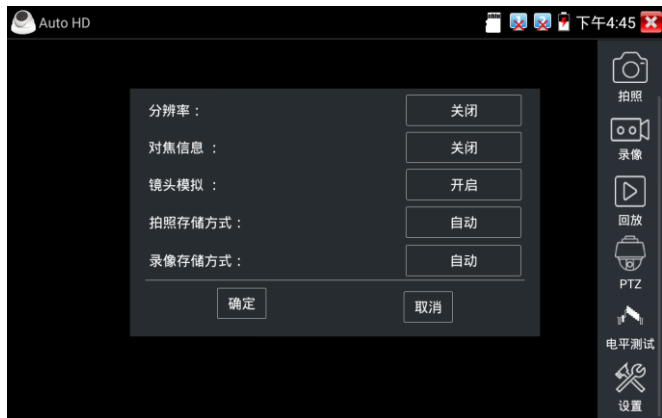 Auto HD
下午4:45
分辨率： 关闭
对焦信息 ： 关闭
镜头模拟 ： 开启
拍照存储方式： 自动
录像存储方式： 自动
确定 取消
拍照
录像
回放
PTZ
电平测试
设置